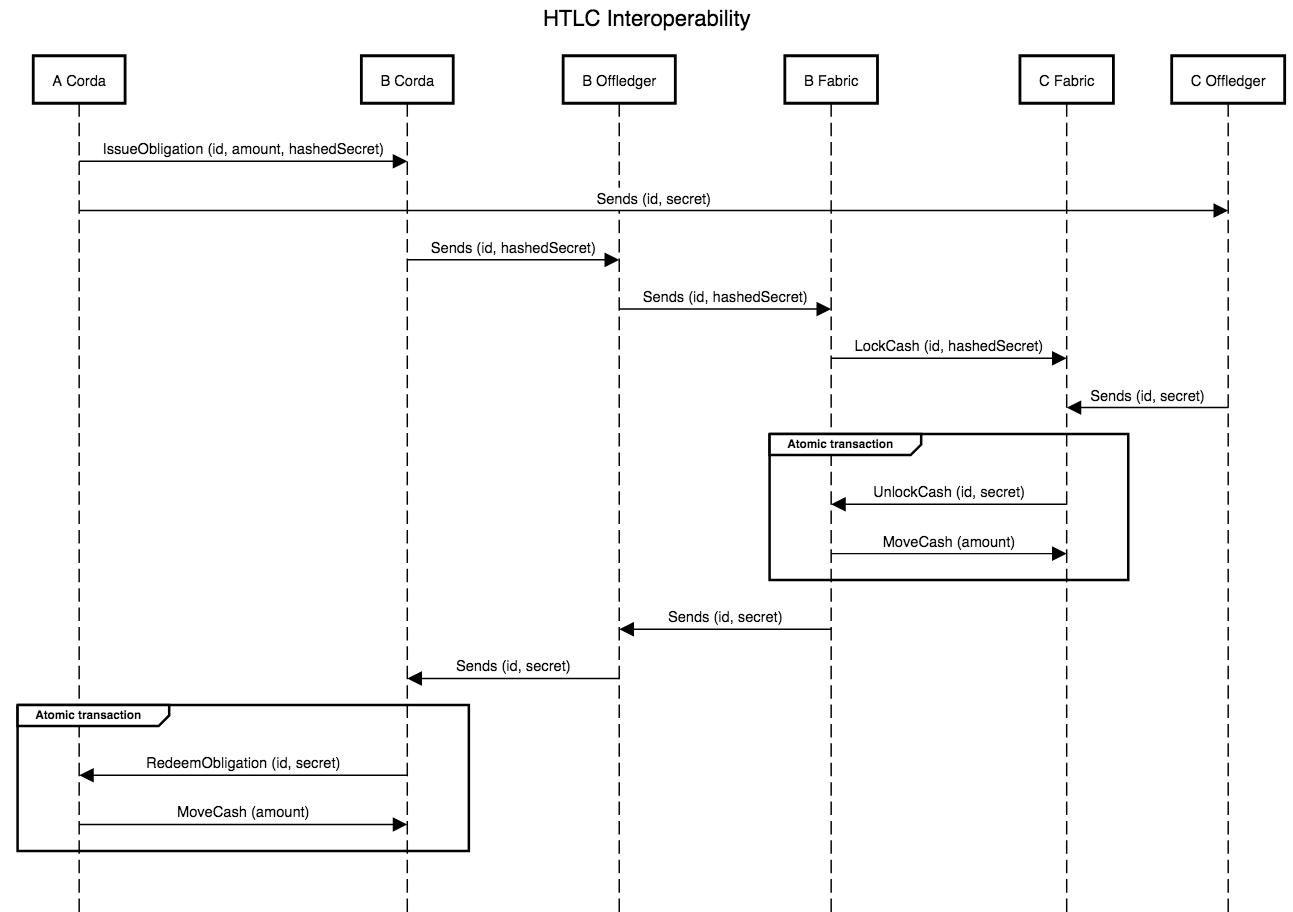 HTLC Interoperability
A Corda
B Corda
B Offledger
B Fabric
C Fabric
C Offledger
IssueObligation (id, amount, hashedSecret)
Sends (id, secret)
Sends (id, hashedSecret)
Sends (id, hashedSecret)
LockCash (id, hashedSecret)
Sends (id, secret)
Atomic transaction
UnlockCash (id, secret)
MoveCash (amount)
Sends (id, secret)
Sends (id, secret)
Atomic transaction
RedeemObligation (id, secret)
MoveCash (amount)